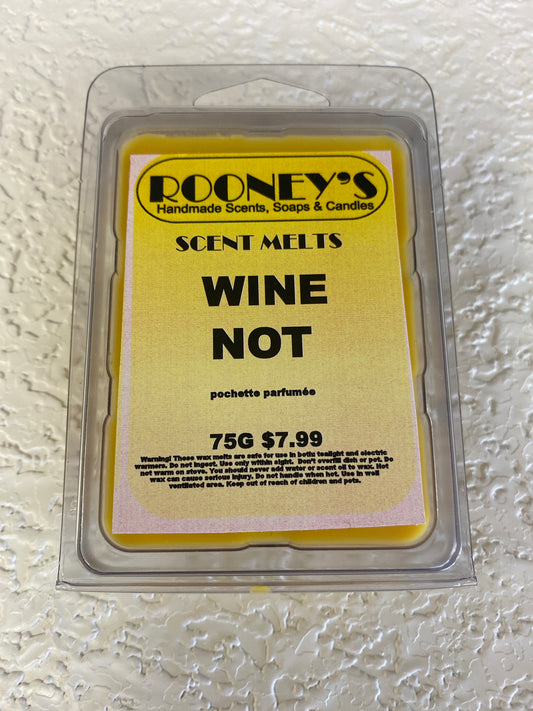 ROONEY'S
Handmade Scents, Soaps & Candles
SCENT MELTS
WINE
NOT
pochette parfumée
75G $7.99
Warning! These wax melts are safe for use in botix tealight and electric
warmers. Do not ingest. Use only within sight. Don't overfill dish or pot. Do
not warm on stove. You should never add water or scent oil to wax. Hot
wax can cause serious injury. Do not handle when hot. Use in well
ventilated area. Keep out of reach of children and pets.